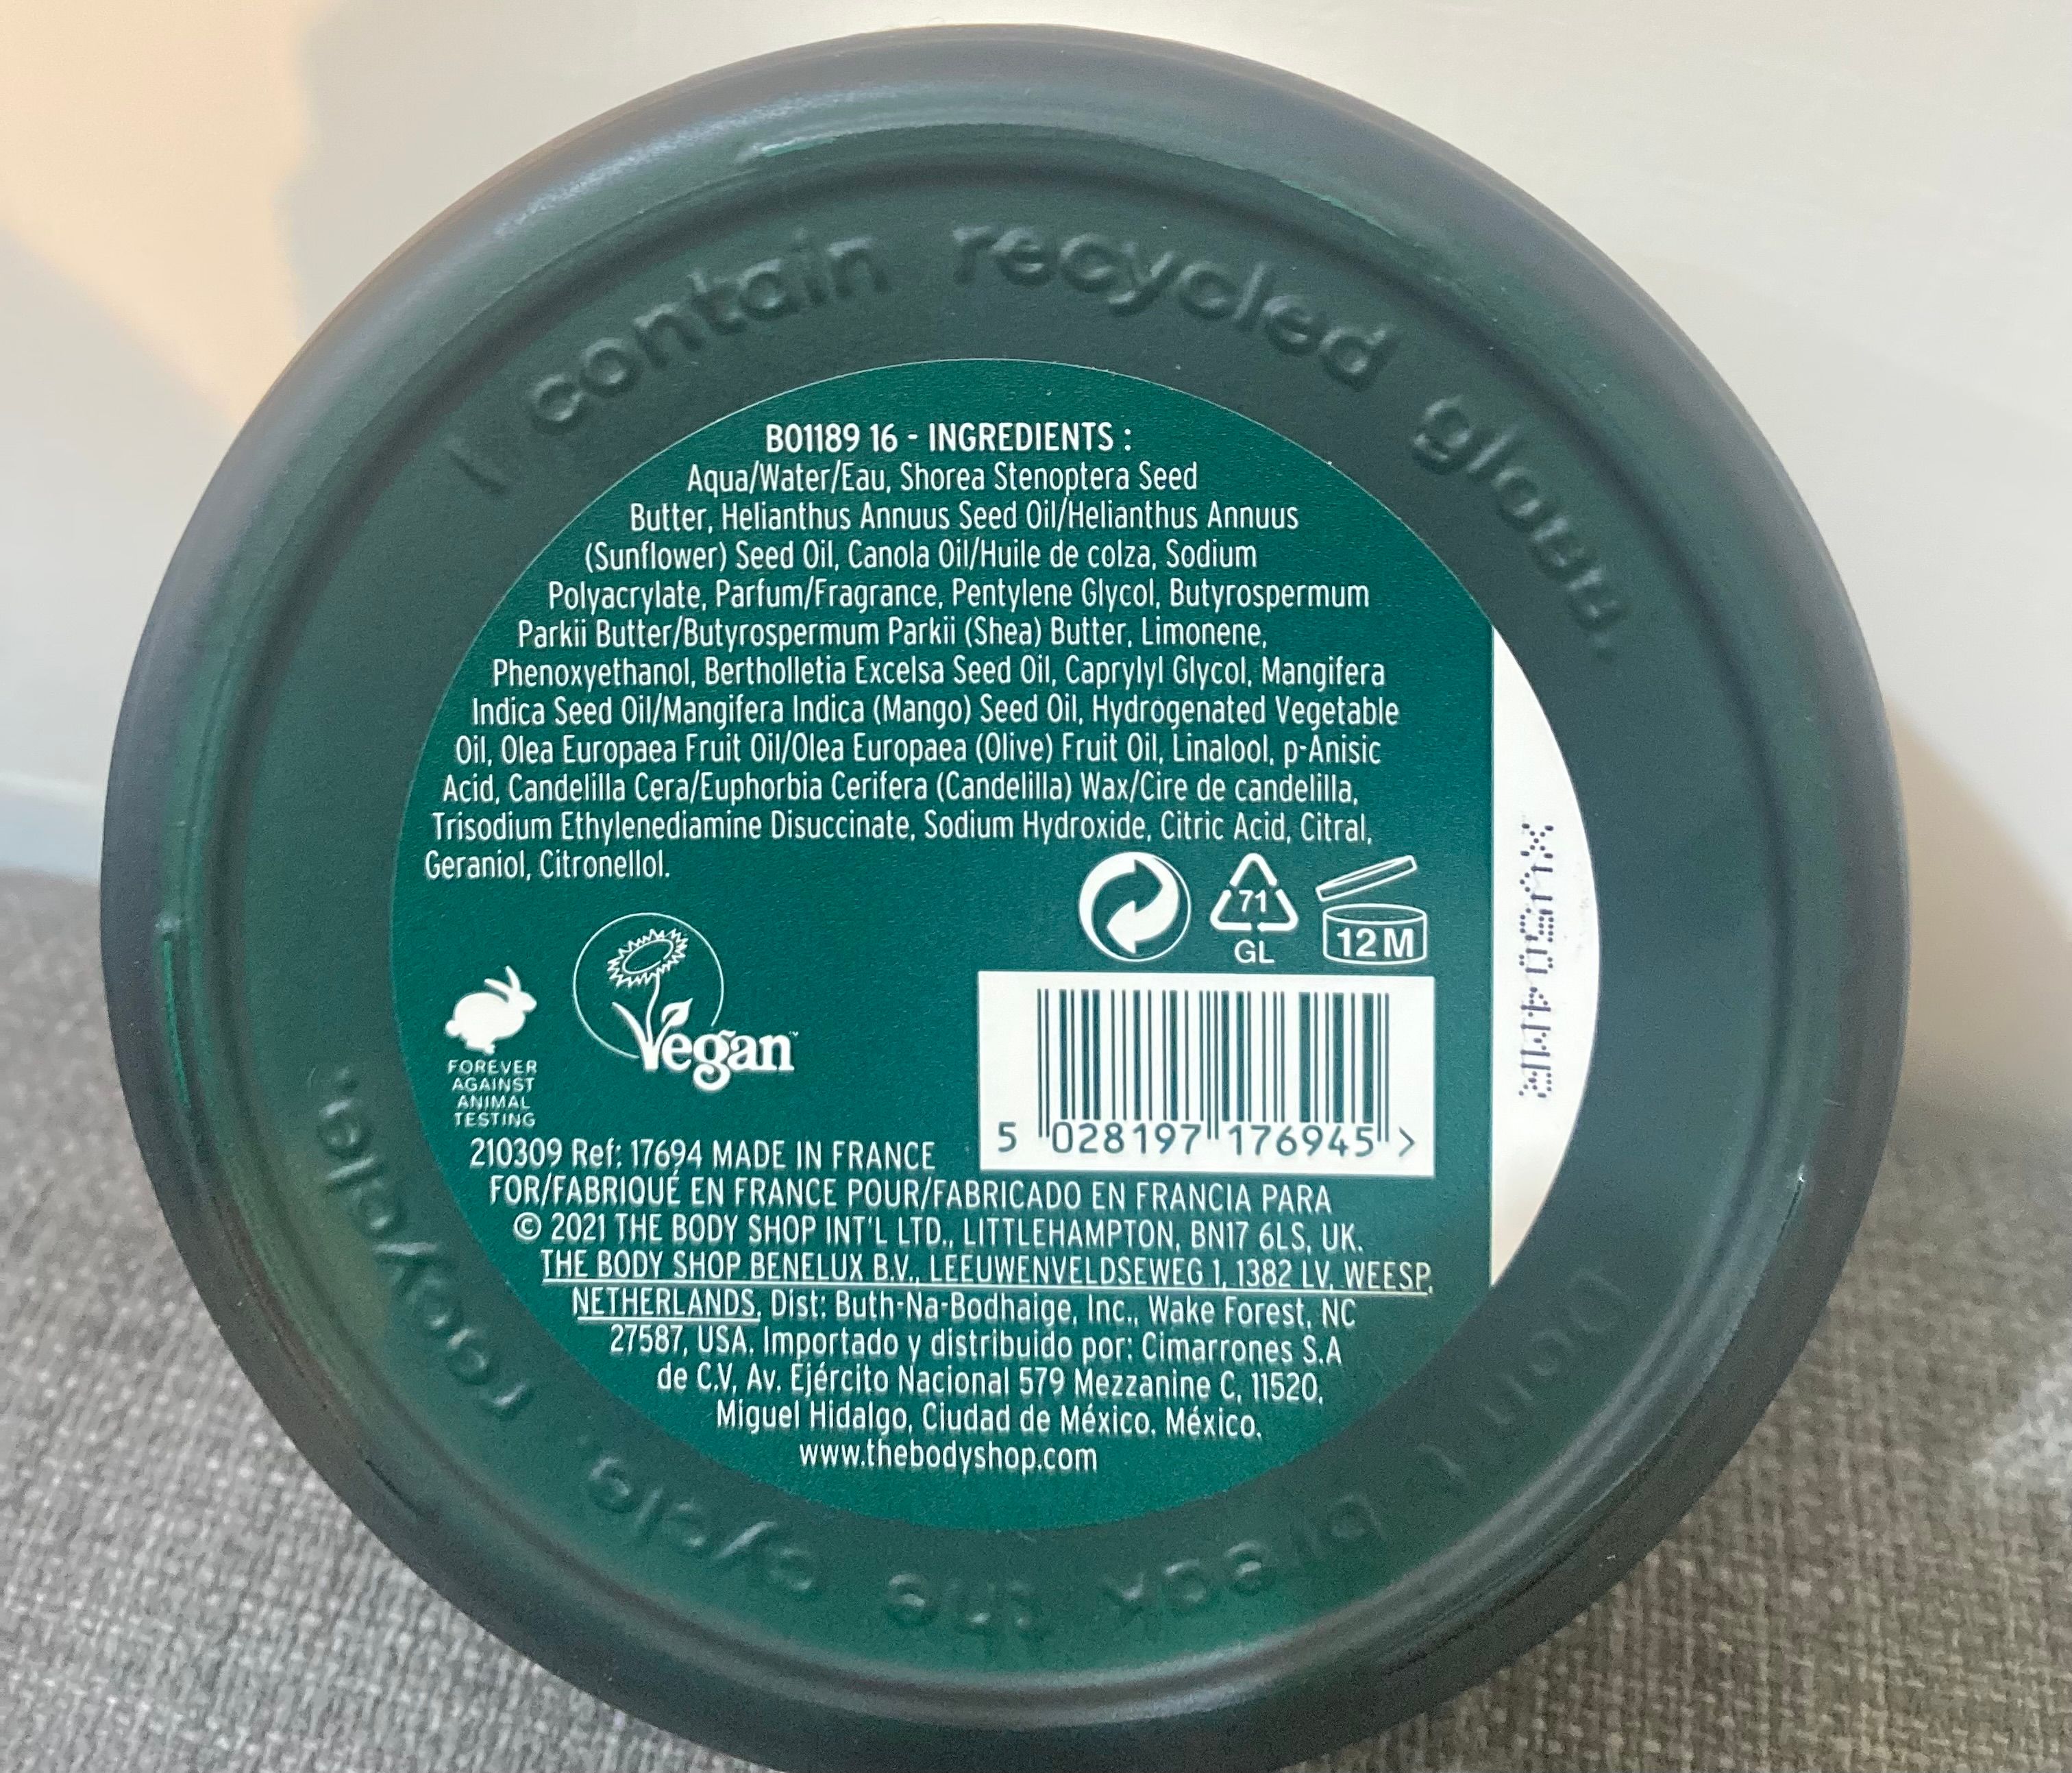 I contain recycled glass.
BO1189 16 - INGREDIENTS :
Aqua/Water/Eau, Shorea Stenoptera Seed
Butter, Helianthus Annuus Seed Oil/Helianthus Annuus
(Sunflower) Seed Oil, Canola Oil/Huile de colza, Sodium
Polyacrylate, Parfum/Fragrance, Pentylene Glycol, Butyrospermum
Parkii Butter/Butyrospermum Parkii (Shea) Butter, Limonene,
Phenoxyethanol, Bertholletia Excelsa Seed Oil, Caprylyl Glycol, Mangifera
Indica Seed Oil/Mangifera Indica (Mango) Seed Oil, Hydrogenated Vegetable
Oil, Olea Europaea Fruit Oil/Olea Europaea (Olive) Fruit Oil, Linalool, p-Anisic
Acid, Candelilla Cera/Euphorbia Cerifera (Candelilla) Wax/Cire de candelilla,
Trisodium Ethylenediamine Disuccinate, Sodium Hydroxide, Citric Acid, Citral,
Geraniol, Citronellol.
71
GL
12 M
Vegan™
FOREVER
AGAINST
ANIMAL
TESTING
5 028197 176945 >
210309 Ref: 17694 MADE IN FRANCE
FOR/FABRIQUÉ EN FRANCE POUR/FABRICADO EN FRANCIA PARA
© 2021 THE BODY SHOP INT'L LTD., LITTLEHAMPTON, BN17 6LS, UK.
THE BODY SHOP BENELUX B.V., LEEUWENVELDSEWEG 1, 1382 LV, WEESP,
NETHERLANDS. Dist: Buth-Na-Bodhaige, Inc., Wake Forest, NC
27587, USA. Importado y distribuido por: Cimarrones S.A
de C.V, Av. Ejército Nacional 579 Mezzanine C, 11520,
Miguel Hidalgo, Ciudad de México. México.
www.thebodyshop.com
Don't break the cycle. recycle.